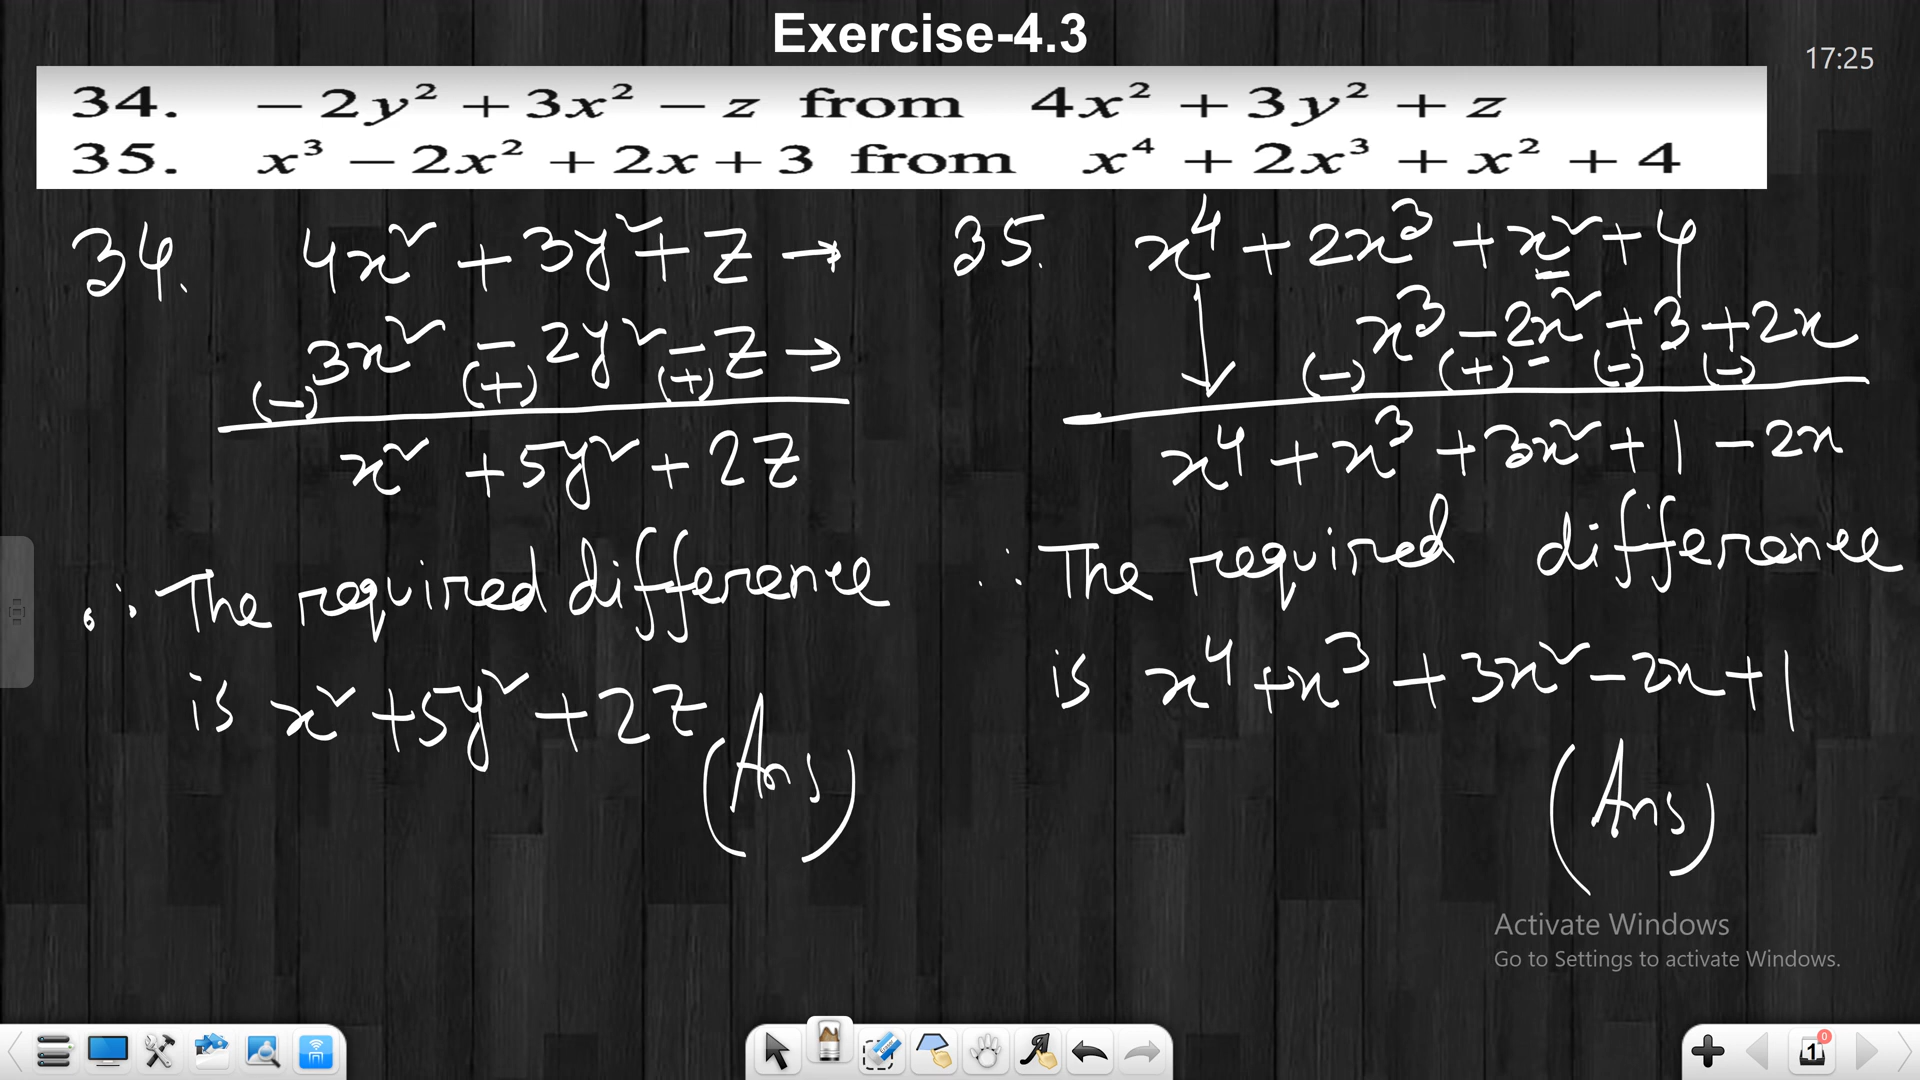 Exercise-4.3
17:25
34. − 2y² + 3x² − z from 4x² + 3y² + z
35. x³ − 2x² + 2x + 3 from x⁴ + 2x³ + x² + 4
34. 4x² + 3y² + z →
3x² − 2y² − z →
(−) (+) (+)
x² + 5y² + 2z
∴ The required difference
is x² + 5y² + 2z
(Ans)
35. x⁴ + 2x³ + x² + 4
x³ − 2x² + 3 + 2x
(−) (+) (−) (−)
x⁴ + x³ + 3x² + 1 − 2x
∴ The required difference
is x⁴ + x³ + 3x² − 2x + 1
(Ans)
Activate Windows
Go to Settings to activate Windows.
1
0